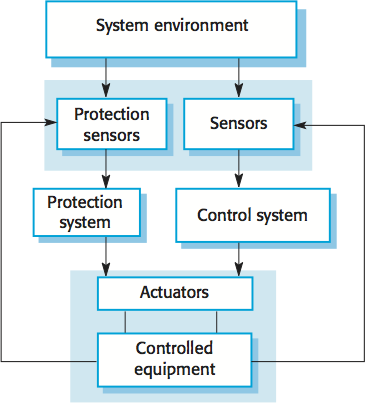 System environment
Protection
sensors
Sensors
Protection
system
Control system
Actuators
Controlled
equipment